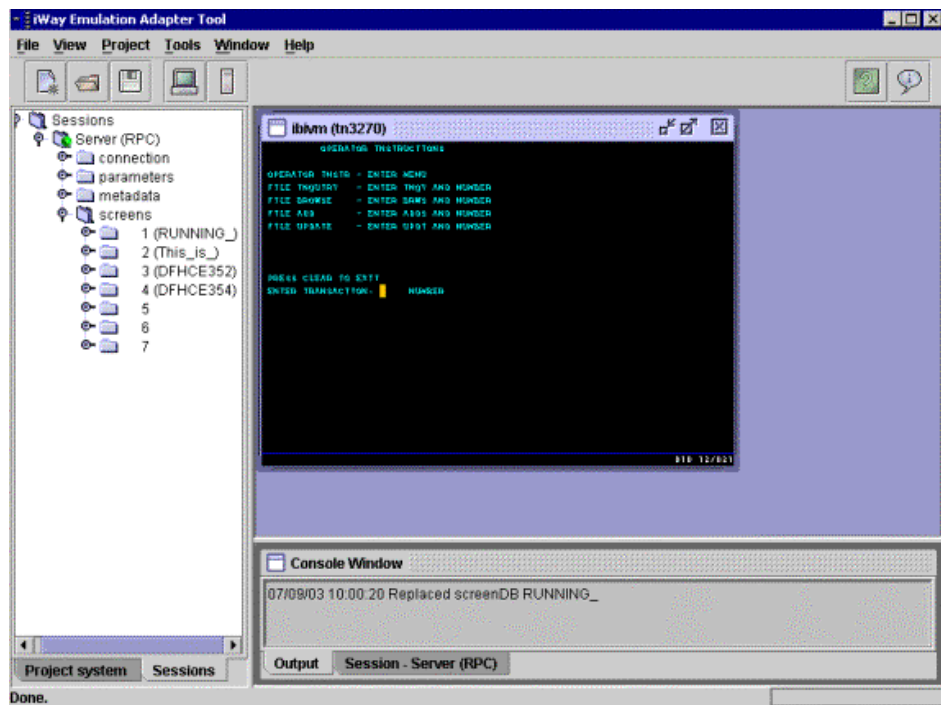 iWay Emulation Adapter Tool
File View Project Tools Window Help
Sessions
Server (RPC)
connection
parameters
metadata
screens
1 (RUNNING_)
2 (This_is_)
3 (DFHCE352)
4 (DFHCE354)
5
6
7
Project system
Sessions
ibivm (tn3270)
OPERATOR INSTRUCTIONS
OPERATOR INSTR - ENTER MENU
FILE INQUIRY - ENTER INQY AND NUMBER
FILE BROWSE - ENTER BRWS AND NUMBER
FILE ADD - ENTER ADDS AND NUMBER
FILE UPDATE - ENTER UPDT AND NUMBER
PRESS CLEAR TO EXIT
ENTER TRANSACTION- NUMBER
12/021
Console Window
07/09/03 10:00:20 Replaced screenDB RUNNING_
Output
Session - Server (RPC)
Done.